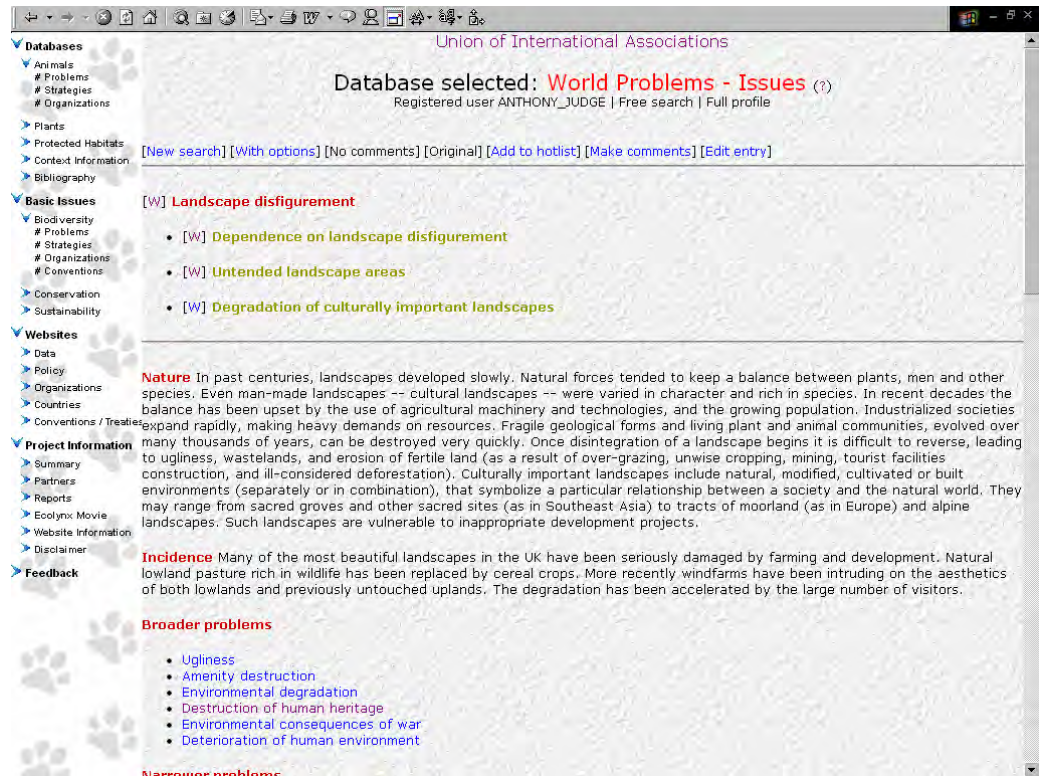 Databases
Animals
# Problems
# Strategies
# Organizations
Plants
Protected Habitats
Context Information
Bibliography
Basic Issues
Biodiversity
# Problems
# Strategies
# Organizations
# Conventions
Conservation
Sustainability
Websites
Data
Policy
Organizations
Countries
Conventions / Treaties
Project Information
Summary
Partners
Reports
Ecolynx Movie
Website Information
Disclaimer
Feedback
Union of International Associations
Database selected: World Problems - Issues (?)
Registered user ANTHONY_JUDGE | Free search | Full profile
[New search] [With options] [No comments] [Original] [Add to hotlist] [Make comments] [Edit entry]
[W] Landscape disfigurement
• [W] Dependence on landscape disfigurement
• [W] Untended landscape areas
• [W] Degradation of culturally important landscapes
Nature In past centuries, landscapes developed slowly. Natural forces tended to keep a balance between plants, men and other
species. Even man-made landscapes -- cultural landscapes -- were varied in character and rich in species. In recent decades the
balance has been upset by the use of agricultural machinery and technologies, and the growing population. Industrialized societies
expand rapidly, making heavy demands on resources. Fragile geological forms and living plant and animal communities, evolved over
many thousands of years, can be destroyed very quickly. Once disintegration of a landscape begins it is difficult to reverse, leading
to ugliness, wastelands, and erosion of fertile land (as a result of over-grazing, unwise cropping, mining, tourist facilities
construction, and ill-considered deforestation). Culturally important landscapes include natural, modified, cultivated or built
environments (separately or in combination), that symbolize a particular relationship between a society and the natural world. They
may range from sacred groves and other sacred sites (as in Southeast Asia) to tracts of moorland (as in Europe) and alpine
landscapes. Such landscapes are vulnerable to inappropriate development projects.
Incidence Many of the most beautiful landscapes in the UK have been seriously damaged by farming and development. Natural
lowland pasture rich in wildlife has been replaced by cereal crops. More recently windfarms have been intruding on the aesthetics
of both lowlands and previously untouched uplands. The degradation has been accelerated by the large number of visitors.
Broader problems
• Ugliness
• Amenity destruction
• Environmental degradation
• Destruction of human heritage
• Environmental consequences of war
• Deterioration of human environment
Narrower problems